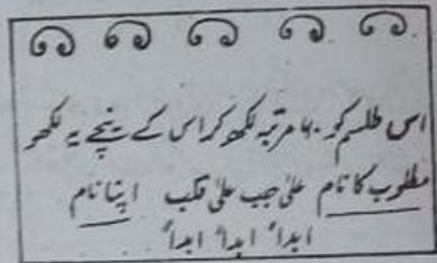 اس طلسم کو ۶۰ مرتبہ لکھ کر اس کے نیچے یہ لکھو
مطلوب کا نام علیٰ حب علیٰ قلب اپنا نام
ابداً ابداً ابداً